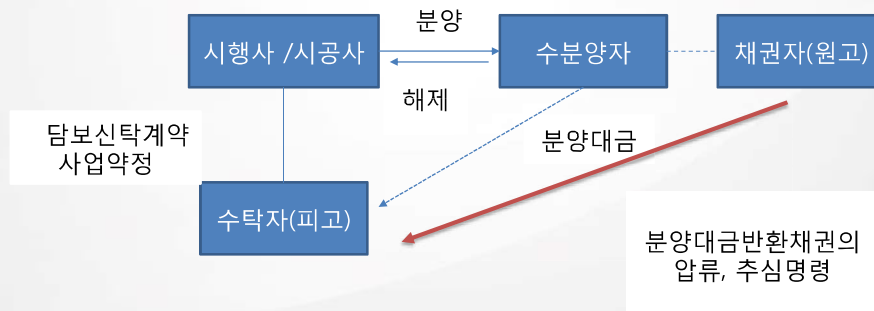 분양
시행사 /시공사
수분양자
채권자(원고)
해제
담보신탁계약
사업약정
분양대금
수탁자(피고)
분양대금반환채권의
압류, 추심명령